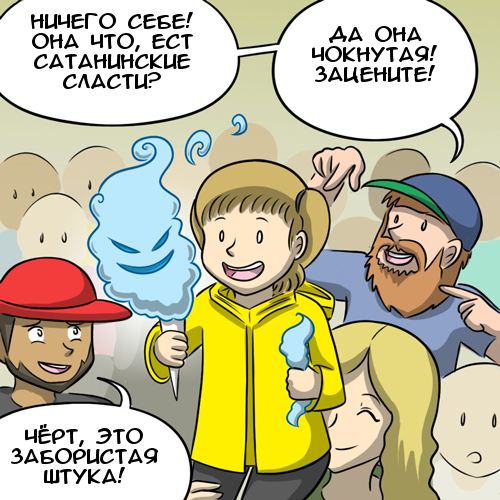 НИЧЕГО СЕБЕ!
ОНА ЧТО, ЕСТ
САТАНИНСКИЕ
СЛАСТИ?
ДА ОНА
ЧОКНУТАЯ!
ЗАЦЕНИТЕ!
ЧЁРТ, ЭТО
ЗАБОРИСТАЯ
ШТУКА!